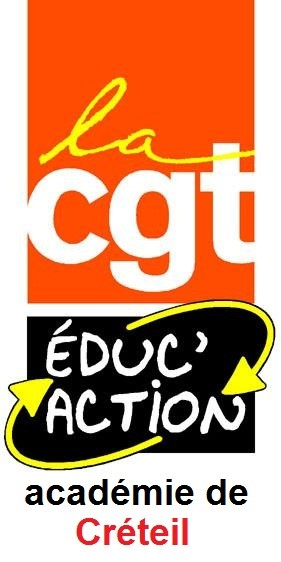 la
cgt
ÉDUC'
ACTION
académie de
Créteil